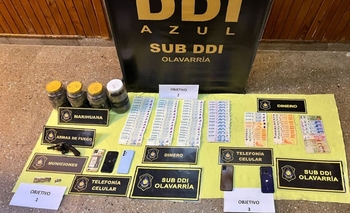 DDI
AZUL
SUB DDI
OLAVARRÍA
OBJETIVO
2
MARIHUANA
DINERO
ARMAS DE FUEGO
MUNICIONES
DINERO
TELEFONÍA
CELULAR
TELEFONÍA
CELULAR
SUB DDI
OLAVARRÍA
SUB DDI
OLAVARRÍA
OBJETIVO
OBJETIVO